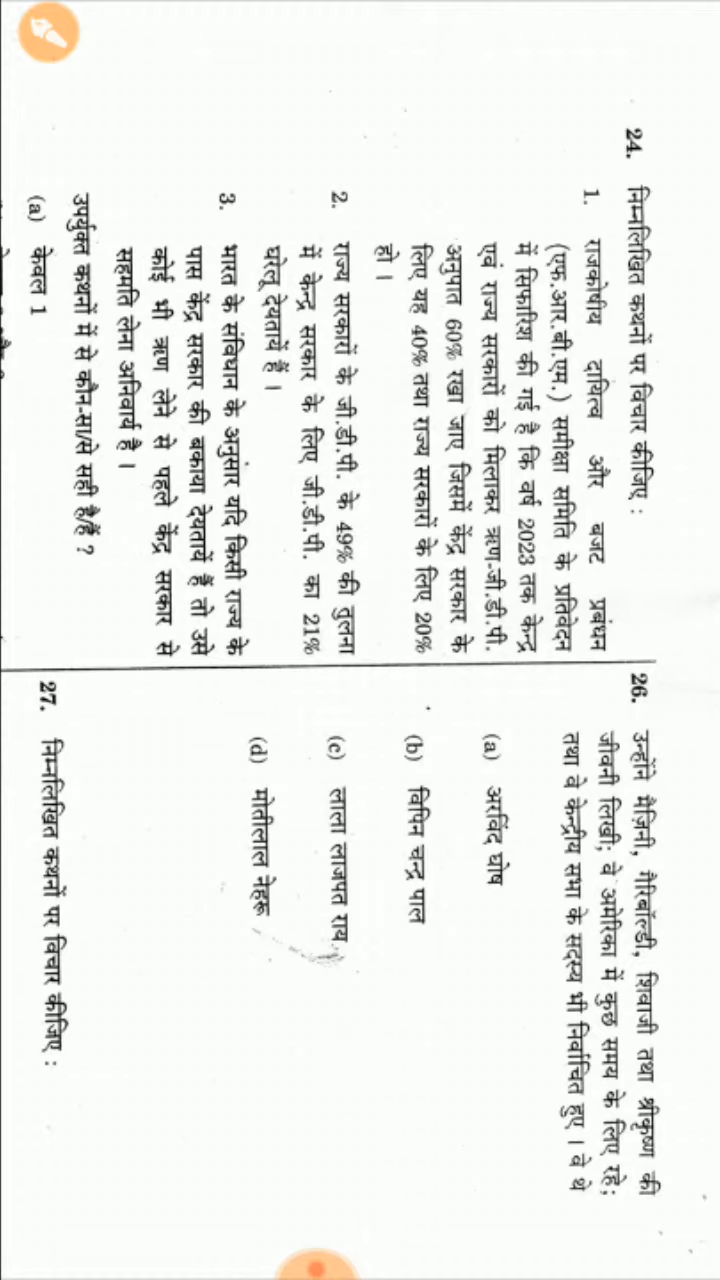 24. निम्नलिखित कथनों पर विचार कीजिए :
1. राजकोषीय दायित्व और बजट प्रबंधन
(एफ.आर.बी.एम.) समीक्षा समिति के प्रतिवेदन
में सिफारिश की गई है कि वर्ष 2023 तक केन्द्र
एवं राज्य सरकारों को मिलाकर ऋण-जी.डी.पी.
अनुपात 60% रखा जाए जिसमें केंद्र सरकार के
लिए यह 40% तथा राज्य सरकारों के लिए 20%
हो ।
2. राज्य सरकारों के जी.डी.पी. के 49% की तुलना
में केन्द्र सरकार के लिए जी.डी.पी. का 21%
घरेलू देयतायें हैं ।
3. भारत के संविधान के अनुसार यदि किसी राज्य के
पास केंद्र सरकार की बकाया देयतायें हैं तो उसे
कोई भी ऋण लेने से पहले केंद्र सरकार से
सहमति लेना अनिवार्य है ।
उपर्युक्त कथनों में से कौन-सा/से सही है/हैं ?
(a) केवल 1
26. उन्होंने मैज़िनी, गैरिबॉल्डी, शिवाजी तथा श्रीकृष्ण की
जीवनी लिखी; वे अमेरिका में कुछ समय के लिए रहे;
तथा वे केन्द्रीय सभा के सदस्य भी निर्वाचित हुए । वे थे
(a) अरविंद घोष
(b) विपिन चन्द्र पाल
(c) लाला लाजपत राय
(d) मोतीलाल नेहरू
27. निम्नलिखित कथनों पर विचार कीजिए :